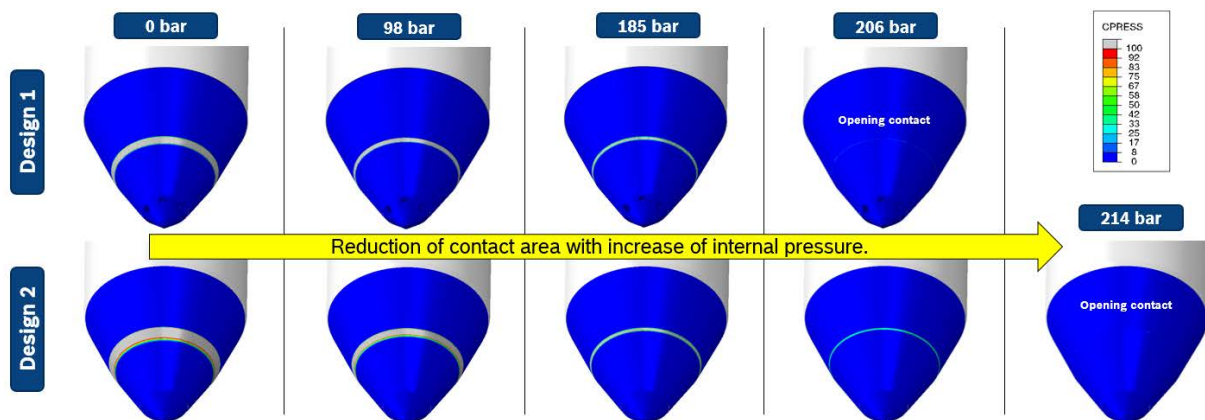 0 bar
98 bar
185 bar
206 bar
CPRESS
100
92
83
75
67
58
50
42
33
25
17
8
0
Design 1
Opening contact
214 bar
Reduction of contact area with increase of internal pressure.
Design 2
Opening contact